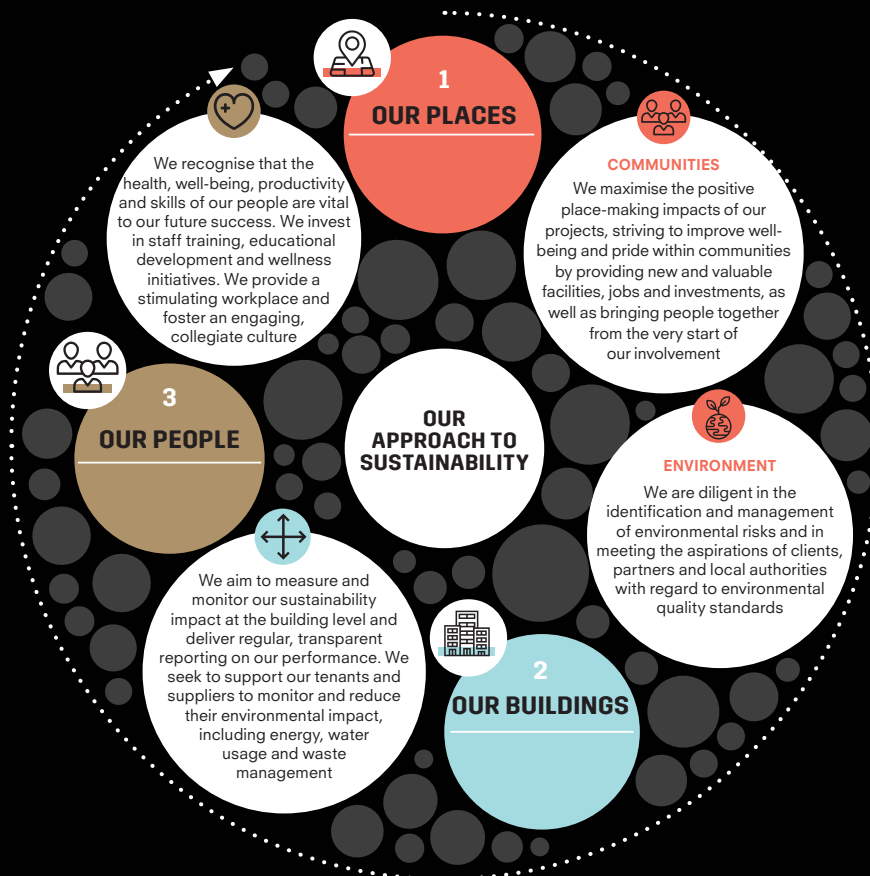 1
OUR PLACES
COMMUNITIES
We maximise the positive
place-making impacts of our
projects, striving to improve well-
being and pride within communities
by providing new and valuable
facilities, jobs and investments, as
well as bringing people together
from the very start of
our involvement
ENVIRONMENT
We are diligent in the
identification and management
of environmental risks and in
meeting the aspirations of clients,
partners and local authorities
with regard to environmental
quality standards
2
OUR BUILDINGS
We aim to measure and
monitor our sustainability
impact at the building level and
deliver regular, transparent
reporting on our performance. We
seek to support our tenants and
suppliers to monitor and reduce
their environmental impact,
including energy, water
usage and waste
management
3
OUR PEOPLE
We recognise that the
health, well-being, productivity
and skills of our people are vital
to our future success. We invest
in staff training, educational
development and wellness
initiatives. We provide a
stimulating workplace and
foster an engaging,
collegiate culture
OUR
APPROACH TO
SUSTAINABILITY